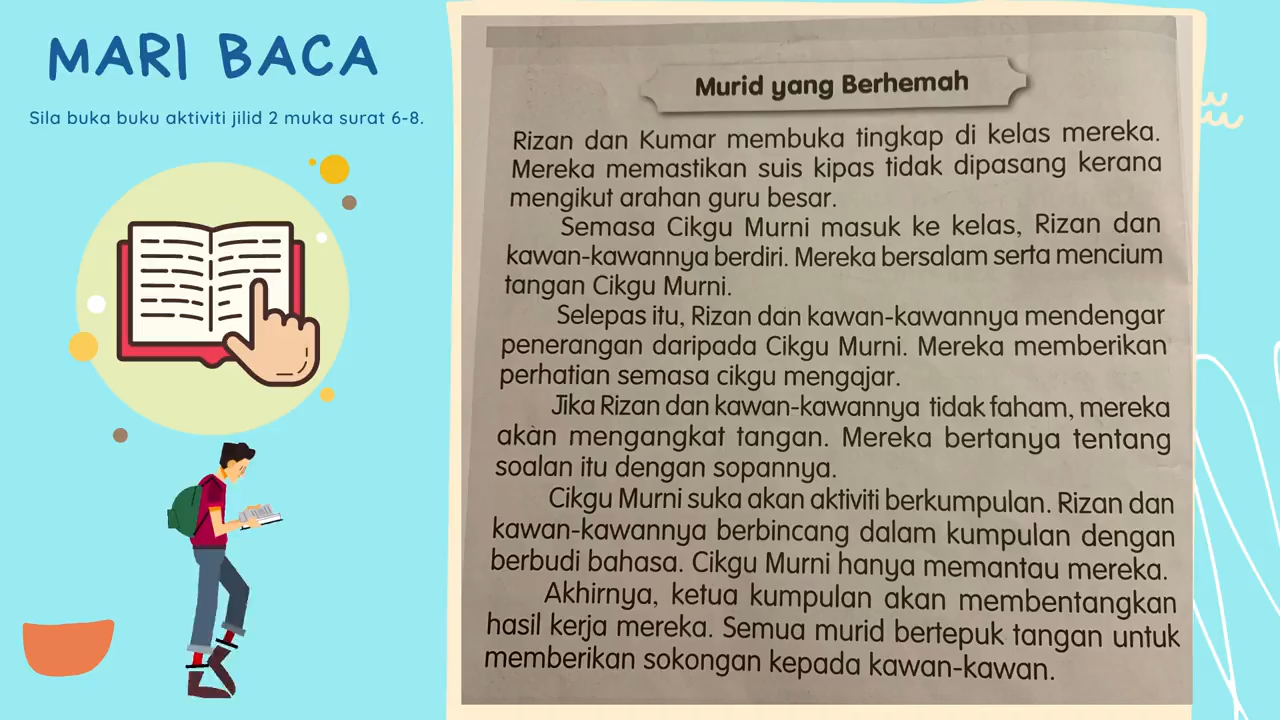 MARI BACA
Sila buka buku aktiviti jilid 2 muka surat 6-8.
Murid yang Berhemah
Rizan dan Kumar membuka tingkap di kelas mereka.
Mereka memastikan suis kipas tidak dipasang kerana
mengikut arahan guru besar.
Semasa Cikgu Murni masuk ke kelas, Rizan dan
kawan-kawannya berdiri. Mereka bersalam serta mencium
tangan Cikgu Murni.
Selepas itu, Rizan dan kawan-kawannya mendengar
penerangan daripada Cikgu Murni. Mereka memberikan
perhatian semasa cikgu mengajar.
Jika Rizan dan kawan-kawannya tidak faham, mereka
akan mengangkat tangan. Mereka bertanya tentang
soalan itu dengan sopannya.
Cikgu Murni suka akan aktiviti berkumpulan. Rizan dan
kawan-kawannya berbincang dalam kumpulan dengan
berbudi bahasa. Cikgu Murni hanya memantau mereka.
Akhirnya, ketua kumpulan akan membentangkan
hasil kerja mereka. Semua murid bertepuk tangan untuk
memberikan sokongan kepada kawan-kawan.